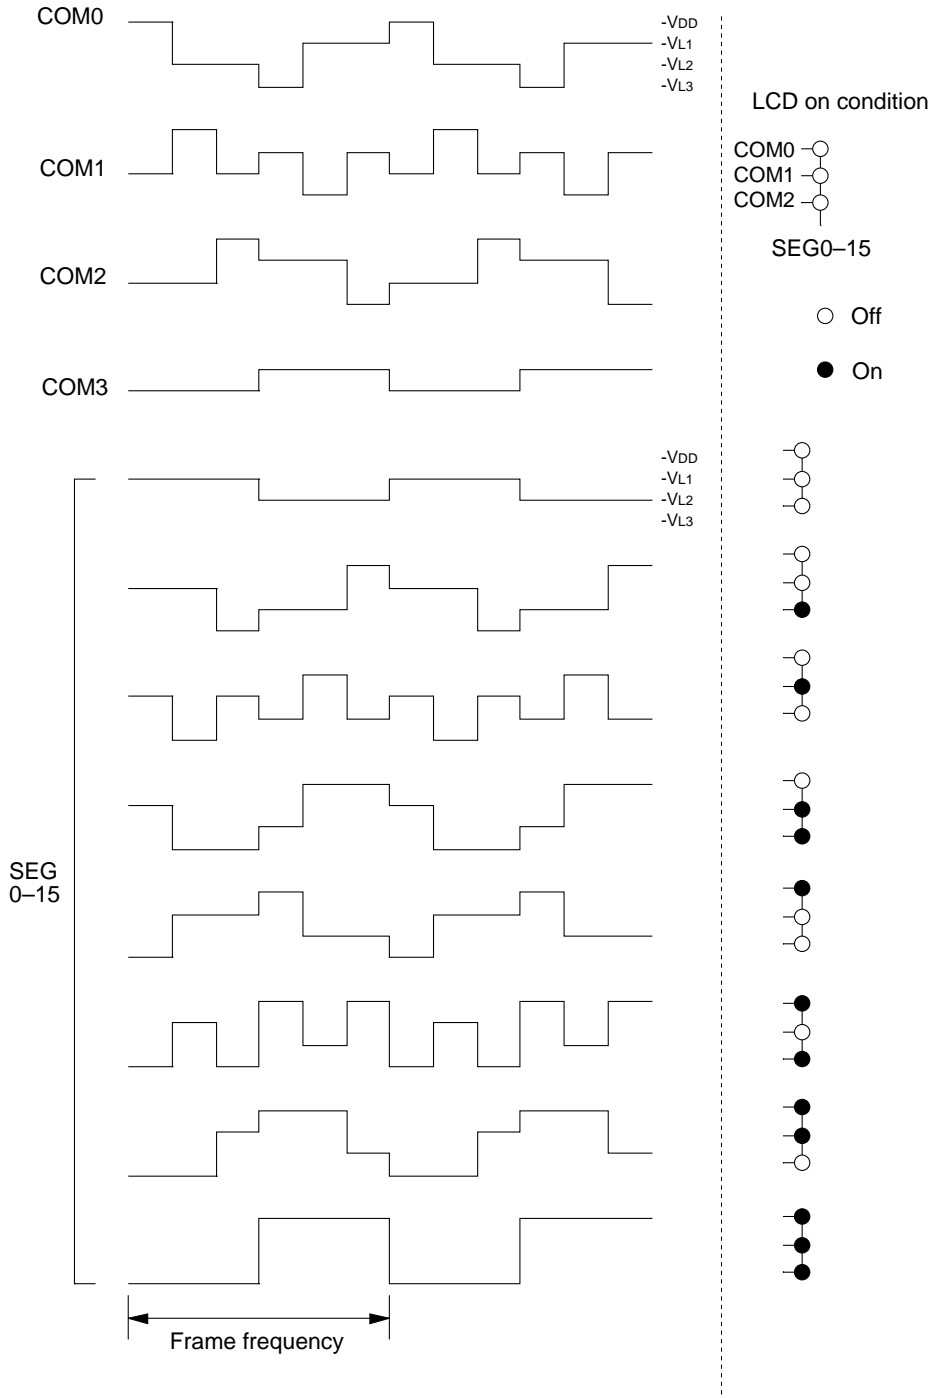 COM0
-VDD
-VL1
-VL2
-VL3
LCD on condition
COM1
COM0
COM1
COM2
SEG0–15
COM2
Off
COM3
On
-VDD
-VL1
-VL2
-VL3
SEG
0–15
Frame frequency